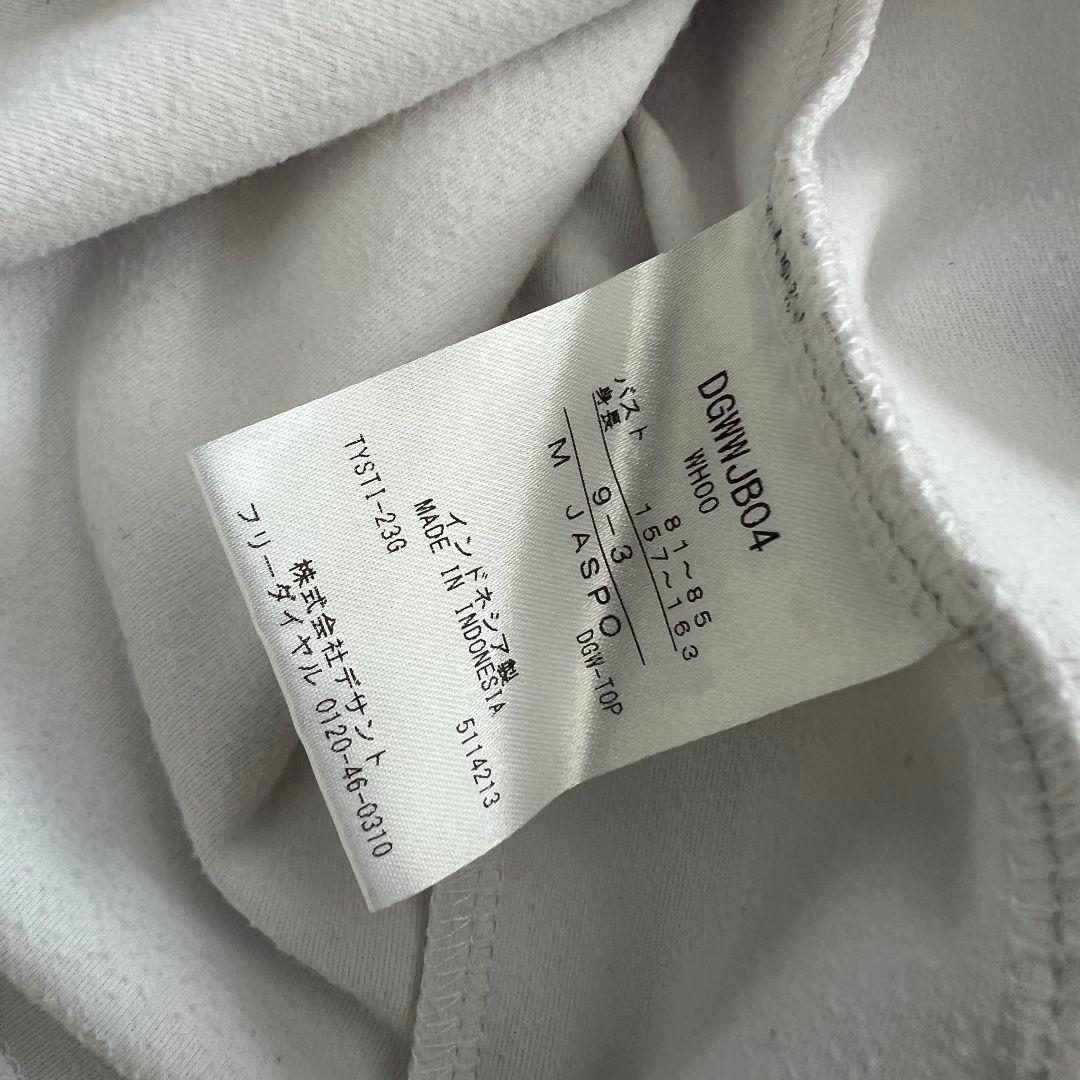 DGWWJB04
WH00
バスト 81~85
身長 157~163
9-3
M JASPO
DGW-TOP
インドネシア製
MADE IN INDONESIA 5114213
TYSTI-23G
株式会社デサント
フリーダイヤル 0120-46-0310